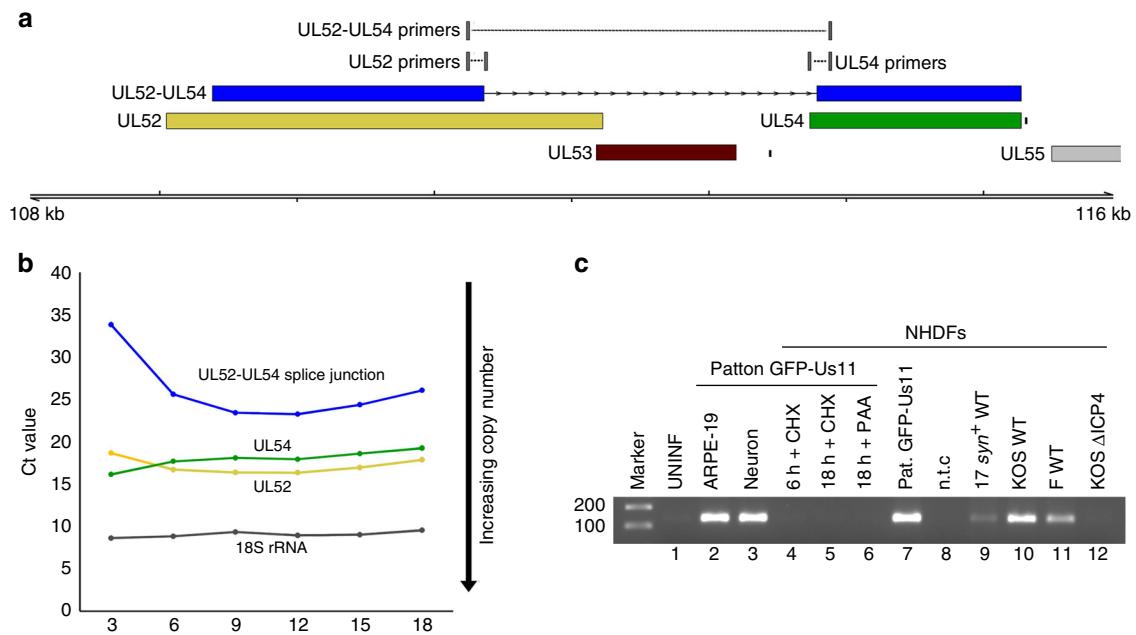 a
UL52-UL54 primers
UL52 primers
UL54 primers
UL52-UL54
UL52
UL54
UL53
UL55
108 kb
116 kb
b
40
35
30
25
20
15
10
5
0
Ct value
UL52-UL54 splice junction
UL54
UL52
18S rRNA
3 6 9 12 15 18
Increasing copy number
c
NHDFs
Patton GFP-Us11
Marker
UNINF
ARPE-19
Neuron
6 h + CHX
18 h + CHX
18 h + PAA
Pat. GFP-Us11
n.t.c
17 syn+ WT
KOS WT
F WT
KOS ΔICP4
200
100
1 2 3 4 5 6 7 8 9 10 11 12